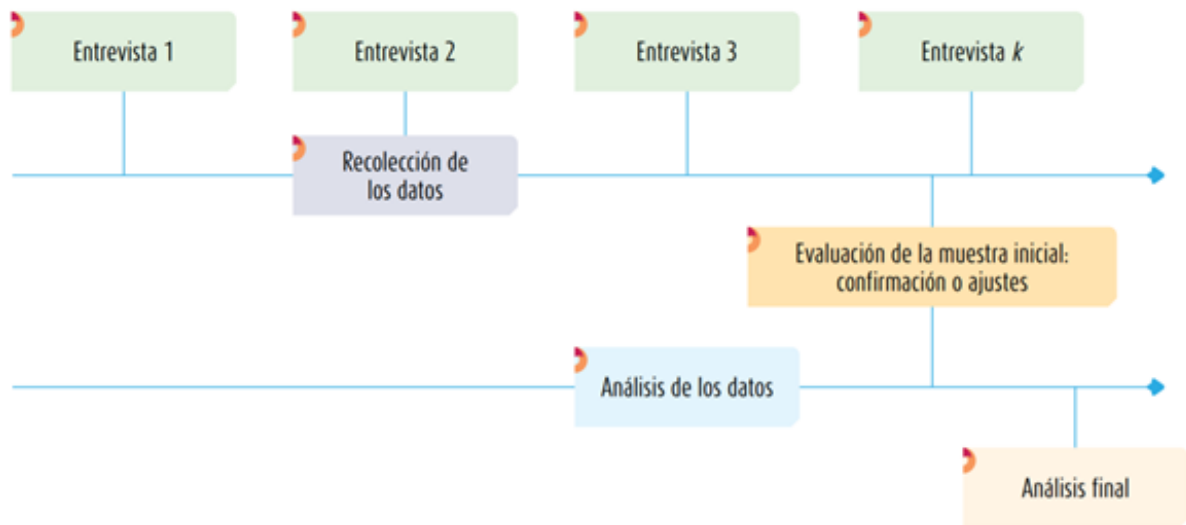 Entrevista 1
Entrevista 2
Entrevista 3
Entrevista k
Recolección de
los datos
Evaluación de la muestra inicial:
confirmación o ajustes
Análisis de los datos
Análisis final